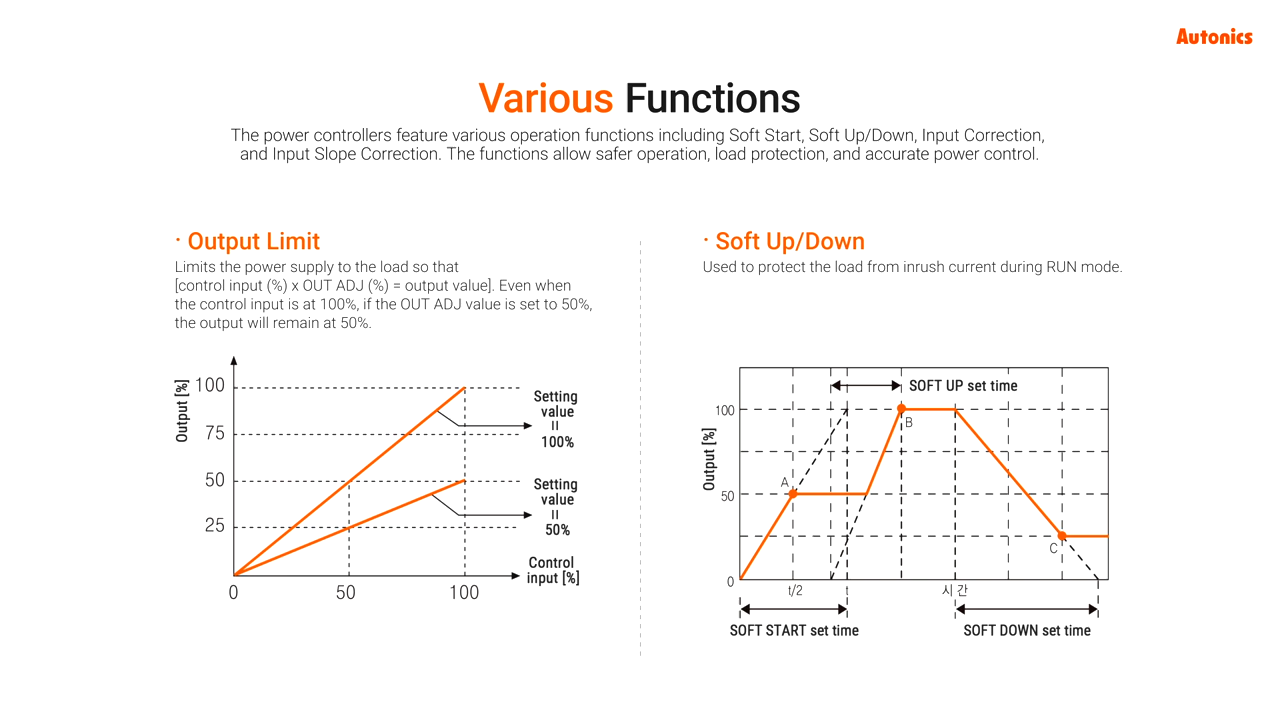 Autonics
Various Functions
The power controllers feature various operation functions including Soft Start, Soft Up/Down, Input Correction,
and Input Slope Correction. The functions allow safer operation, load protection, and accurate power control.
· Output Limit
Limits the power supply to the load so that
[control input (%) x OUT ADJ (%) = output value]. Even when
the control input is at 100%, if the OUT ADJ value is set to 50%,
the output will remain at 50%.
Output [%]
100
75
50
25
0
50
100
Setting
value
=
100%
Setting
value
=
50%
Control
input [%]
· Soft Up/Down
Used to protect the load from inrush current during RUN mode.
SOFT UP set time
Output [%]
100
50
0
A
B
C
t/2
t
시 간
SOFT START set time
SOFT DOWN set time